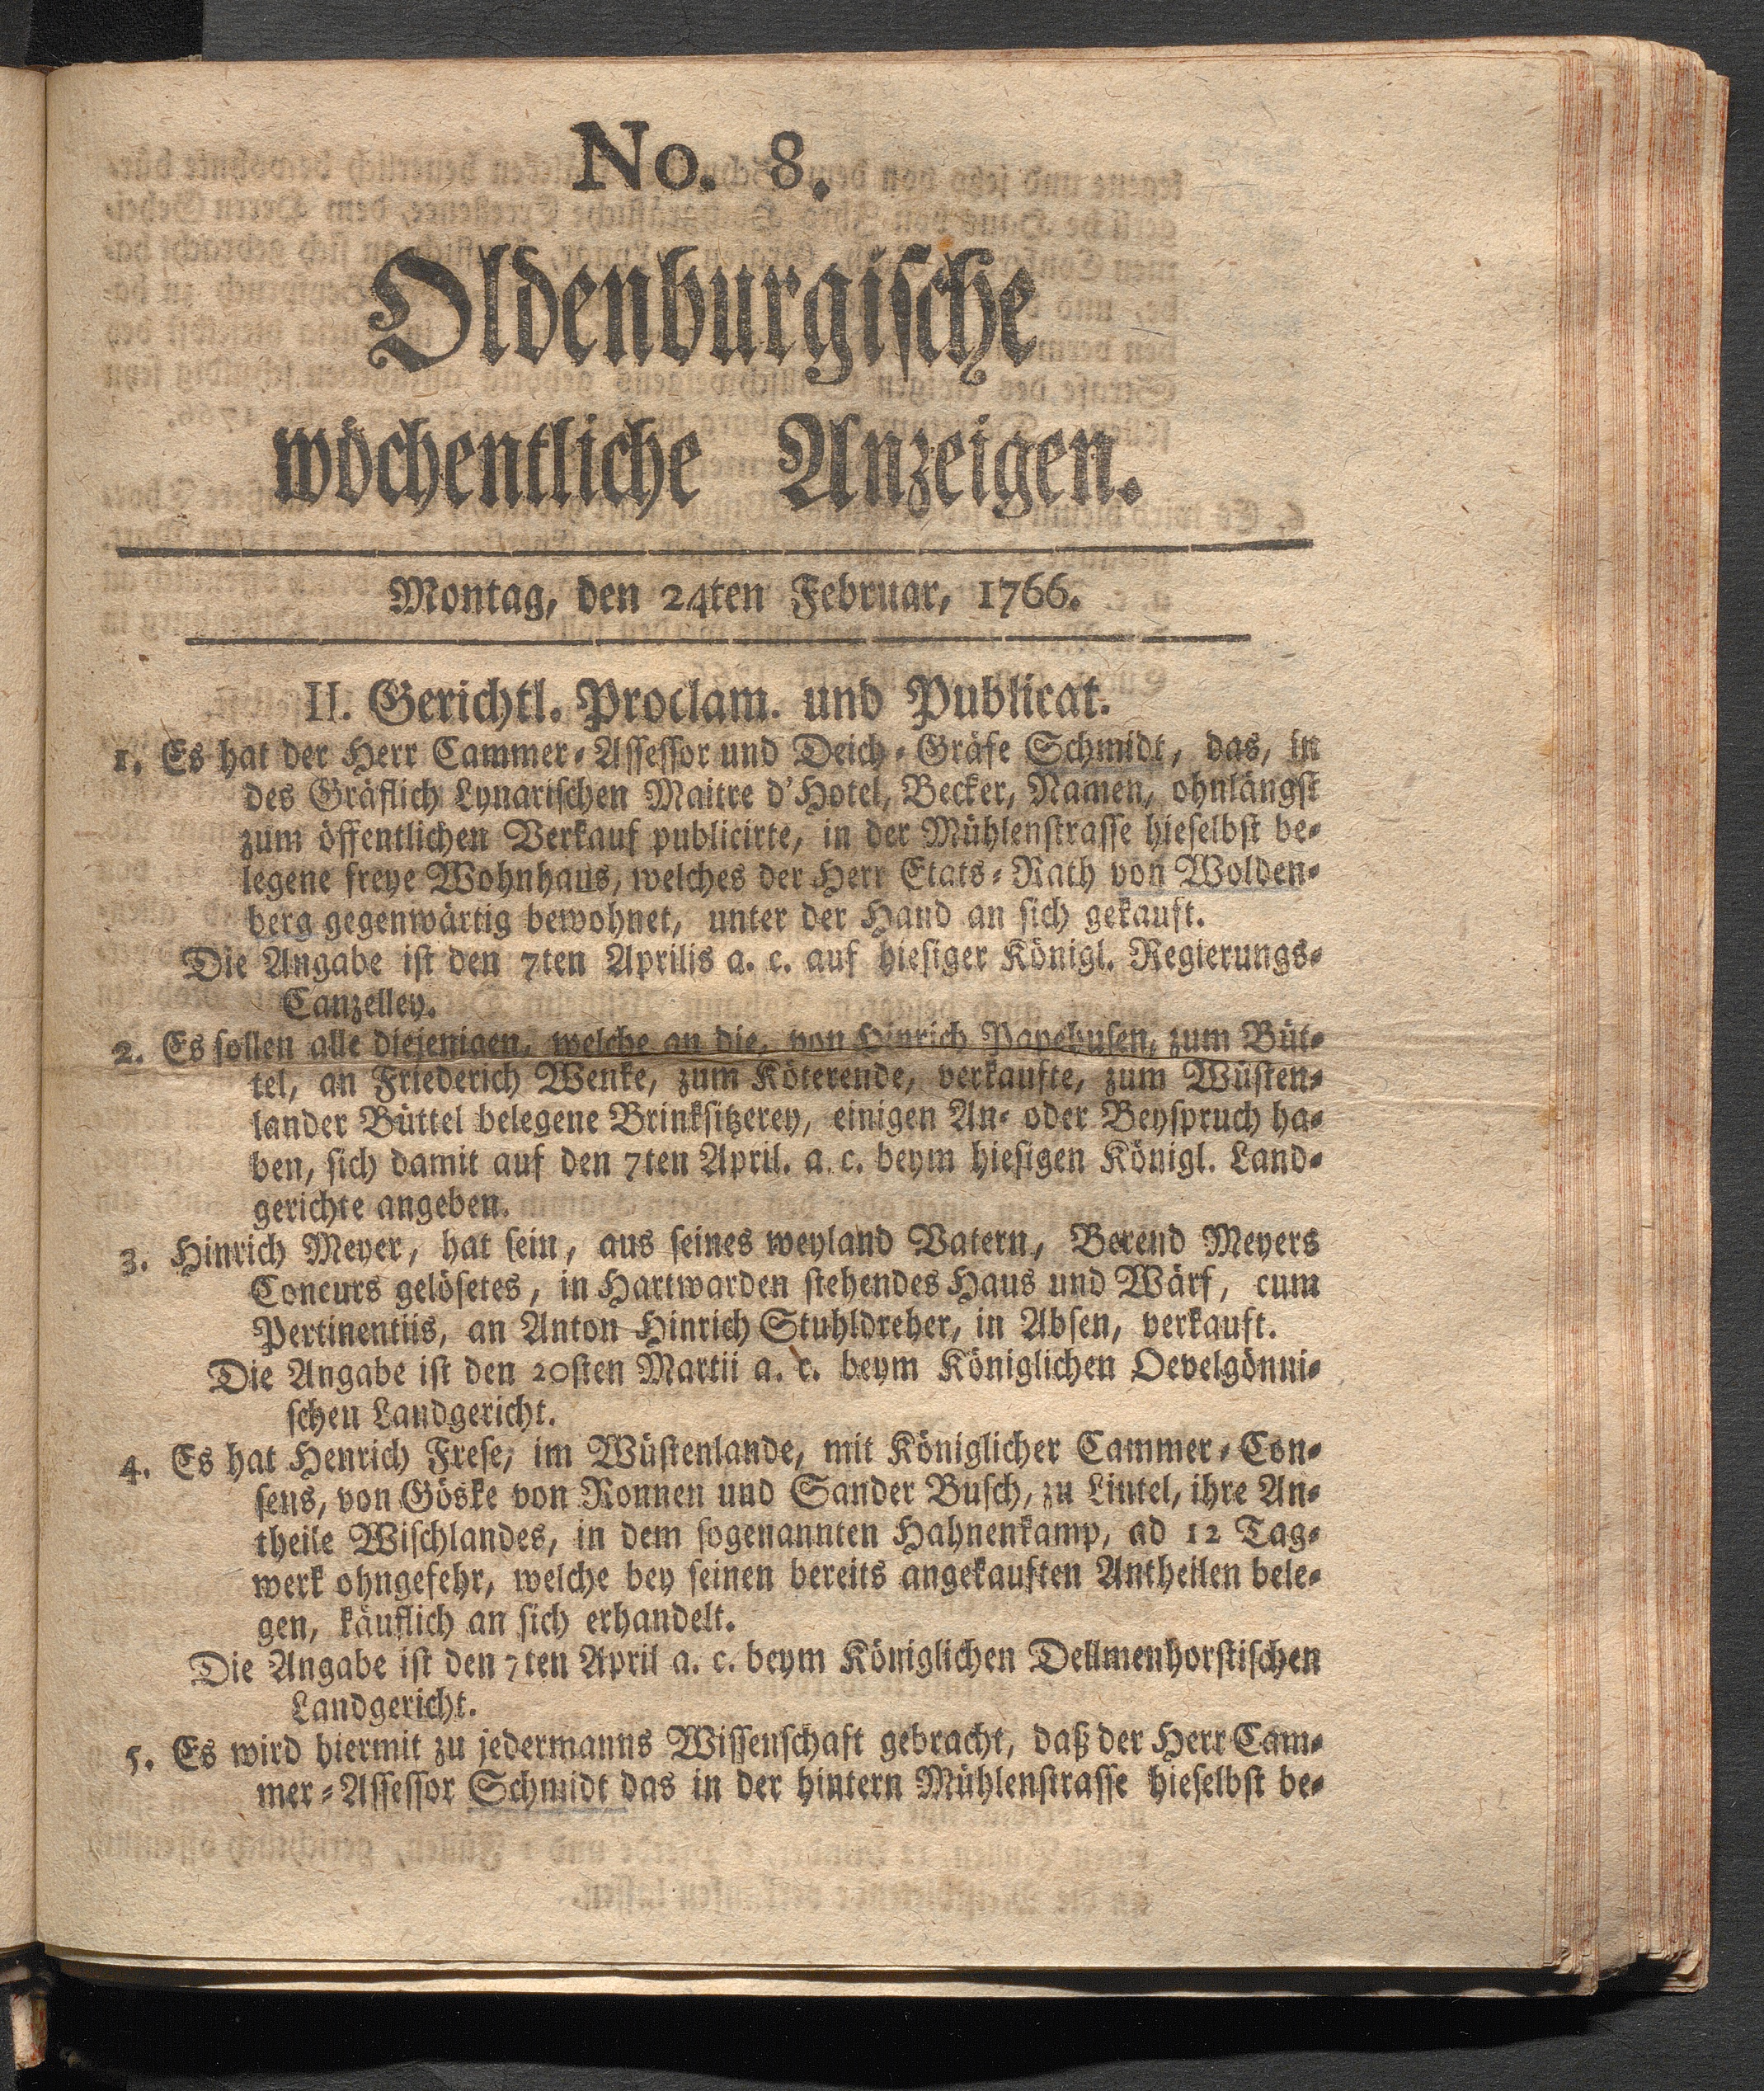 No. 8.
Oldenburgische
wöchentliche Anzeigen.
Montag, den 24ten Februar, 1766.
II. Gerichtl. Proclam. und Publicat.
1. Es hat der Herr Cammer-Assessor und Deich-Gräfe Schmidt, das, in
des Gräflich Lynarischen Maitre d'Hotel, Becker, Namen, ohnlängst
zum öffentlichen Verkauf publicirte, in der Mühlenstrasse hieselbst be-
legene freye Wohnhaus, welches der Herr Etats-Rath von Wolden-
berg gegenwärtig bewohnet, unter der Hand an sich gekauft.
Die Angabe ist den 7ten Aprilis a. c. auf hiesiger Königl. Regierungs-
Canzelley.
2. Es sollen alle diejenigen, welche an die, von Hinrich Papehusen, zum Büt-
tel, an Friederich Wenke, zum Köterende, verkaufte, zum Wüsten-
lander Büttel belegene Brinksitzerey, einigen An- oder Beyspruch ha-
ben, sich damit auf den 7ten April. a. c. beym hiesigen Königl. Land-
gerichte angeben.
3. Hinrich Meyer, hat sein, aus seines weyland Vatern, Berend Meyers
Concurs gelösetes, in Hartwarden stehendes Haus und Wärf, cum
Pertinentiis, an Anton Hinrich Stuhldreher, in Absen, verkauft.
Die Angabe ist den 20sten Martii a. c. beym Königlichen Oevelgönni-
schen Landgericht.
4. Es hat Henrich Frese, im Wüstenlande, mit Königlicher Cammer-Con-
sens, von Göske von Ronnen und Sander Busch, zu Lintel, ihre An-
theile Wischlandes, in dem sogenannten Hahnenkamp, ad 12 Tag-
werk ohngefehr, welche bey seinen bereits angekauften Antheilen bele-
gen, käuflich an sich erhandelt.
Die Angabe ist den 7ten April a. c. beym Königlichen Dellmenhorstischen
Landgericht.
5. Es wird hiermit zu jedermanns Wissenschaft gebracht, daß der Herr Cam-
mer-Assessor Schmidt das in der hintern Mühlenstrasse hieselbst be-